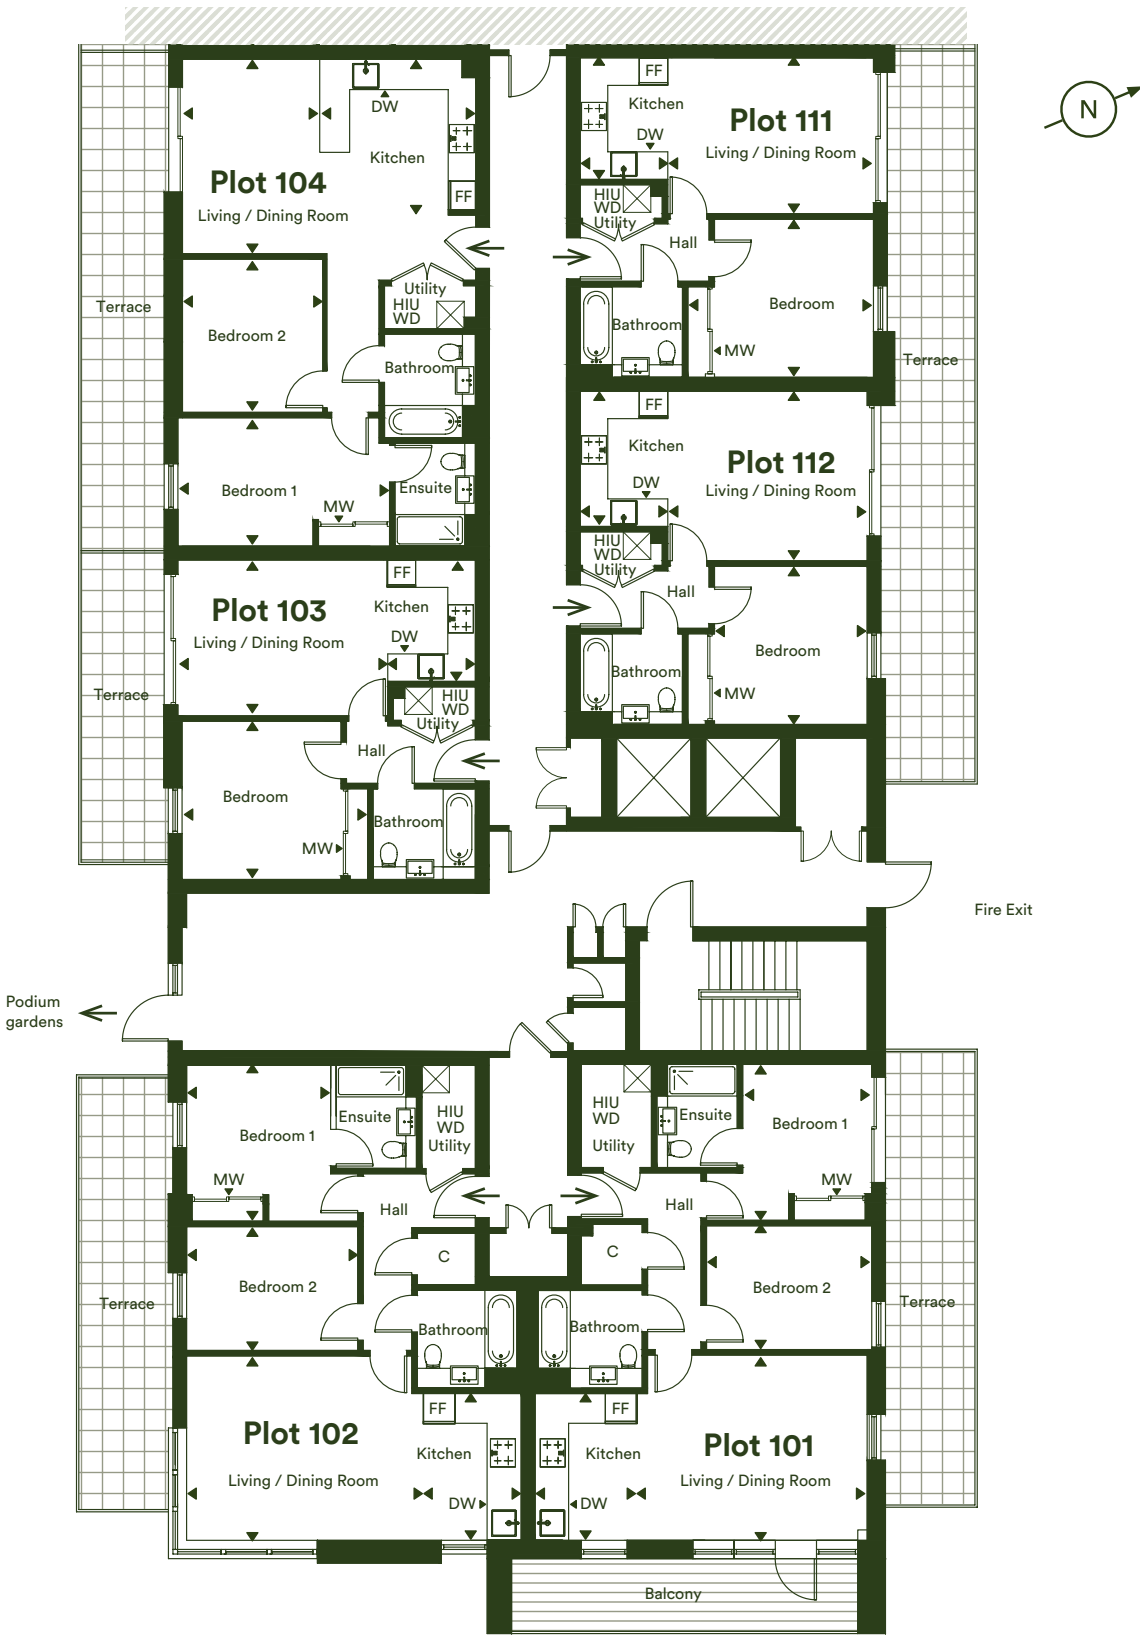 N
DW
Kitchen
Plot 104
Living / Dining Room
FF
Utility
HIU
WD
Terrace
Bedroom 2
Bathroom
Bedroom 1
Ensuite
MW
FF
Kitchen
Plot 111
DW
Living / Dining Room
HIU
WD
Utility
Hall
Bedroom
Bathroom
MW
Terrace
FF
Kitchen
Plot 112
DW
Living / Dining Room
HIU
WD
Utility
Hall
Bedroom
Bathroom
MW
FF
Kitchen
Plot 103
DW
Living / Dining Room
Terrace
HIU
WD
Utility
Hall
Bedroom
Bathroom
MW
Fire Exit
Podium
gardens
Bedroom 1
Ensuite
HIU
WD
Utility
MW
Hall
C
Bedroom 2
Terrace
Bathroom
FF
Plot 102
Kitchen
Living / Dining Room
DW
HIU
WD
Utility
Ensuite
Bedroom 1
MW
Hall
C
Bedroom 2
Terrace
Bathroom
FF
Plot 101
Kitchen
Living / Dining Room
DW
Balcony